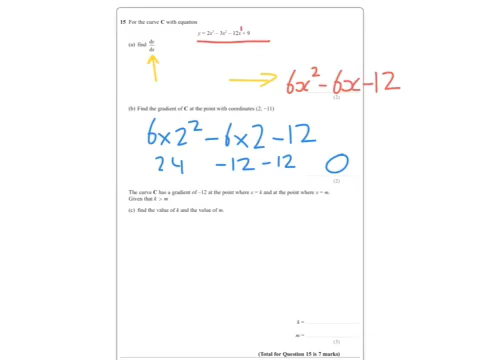 15 For the curve C with equation
y = 2x³ − 3x² − 12x¹ + 9
(a) find dy/dx
6x² − 6x − 12
(2)
(b) Find the gradient of C at the point with coordinates (2, −11)
6×2² − 6×2 − 12
24 − 12 − 12 0
(2)
The curve C has a gradient of −12 at the point where x = k and at the point where x = m.
Given that k > m
(c) find the value of k and the value of m.
k =
m =
(3)
(Total for Question 15 is 7 marks)